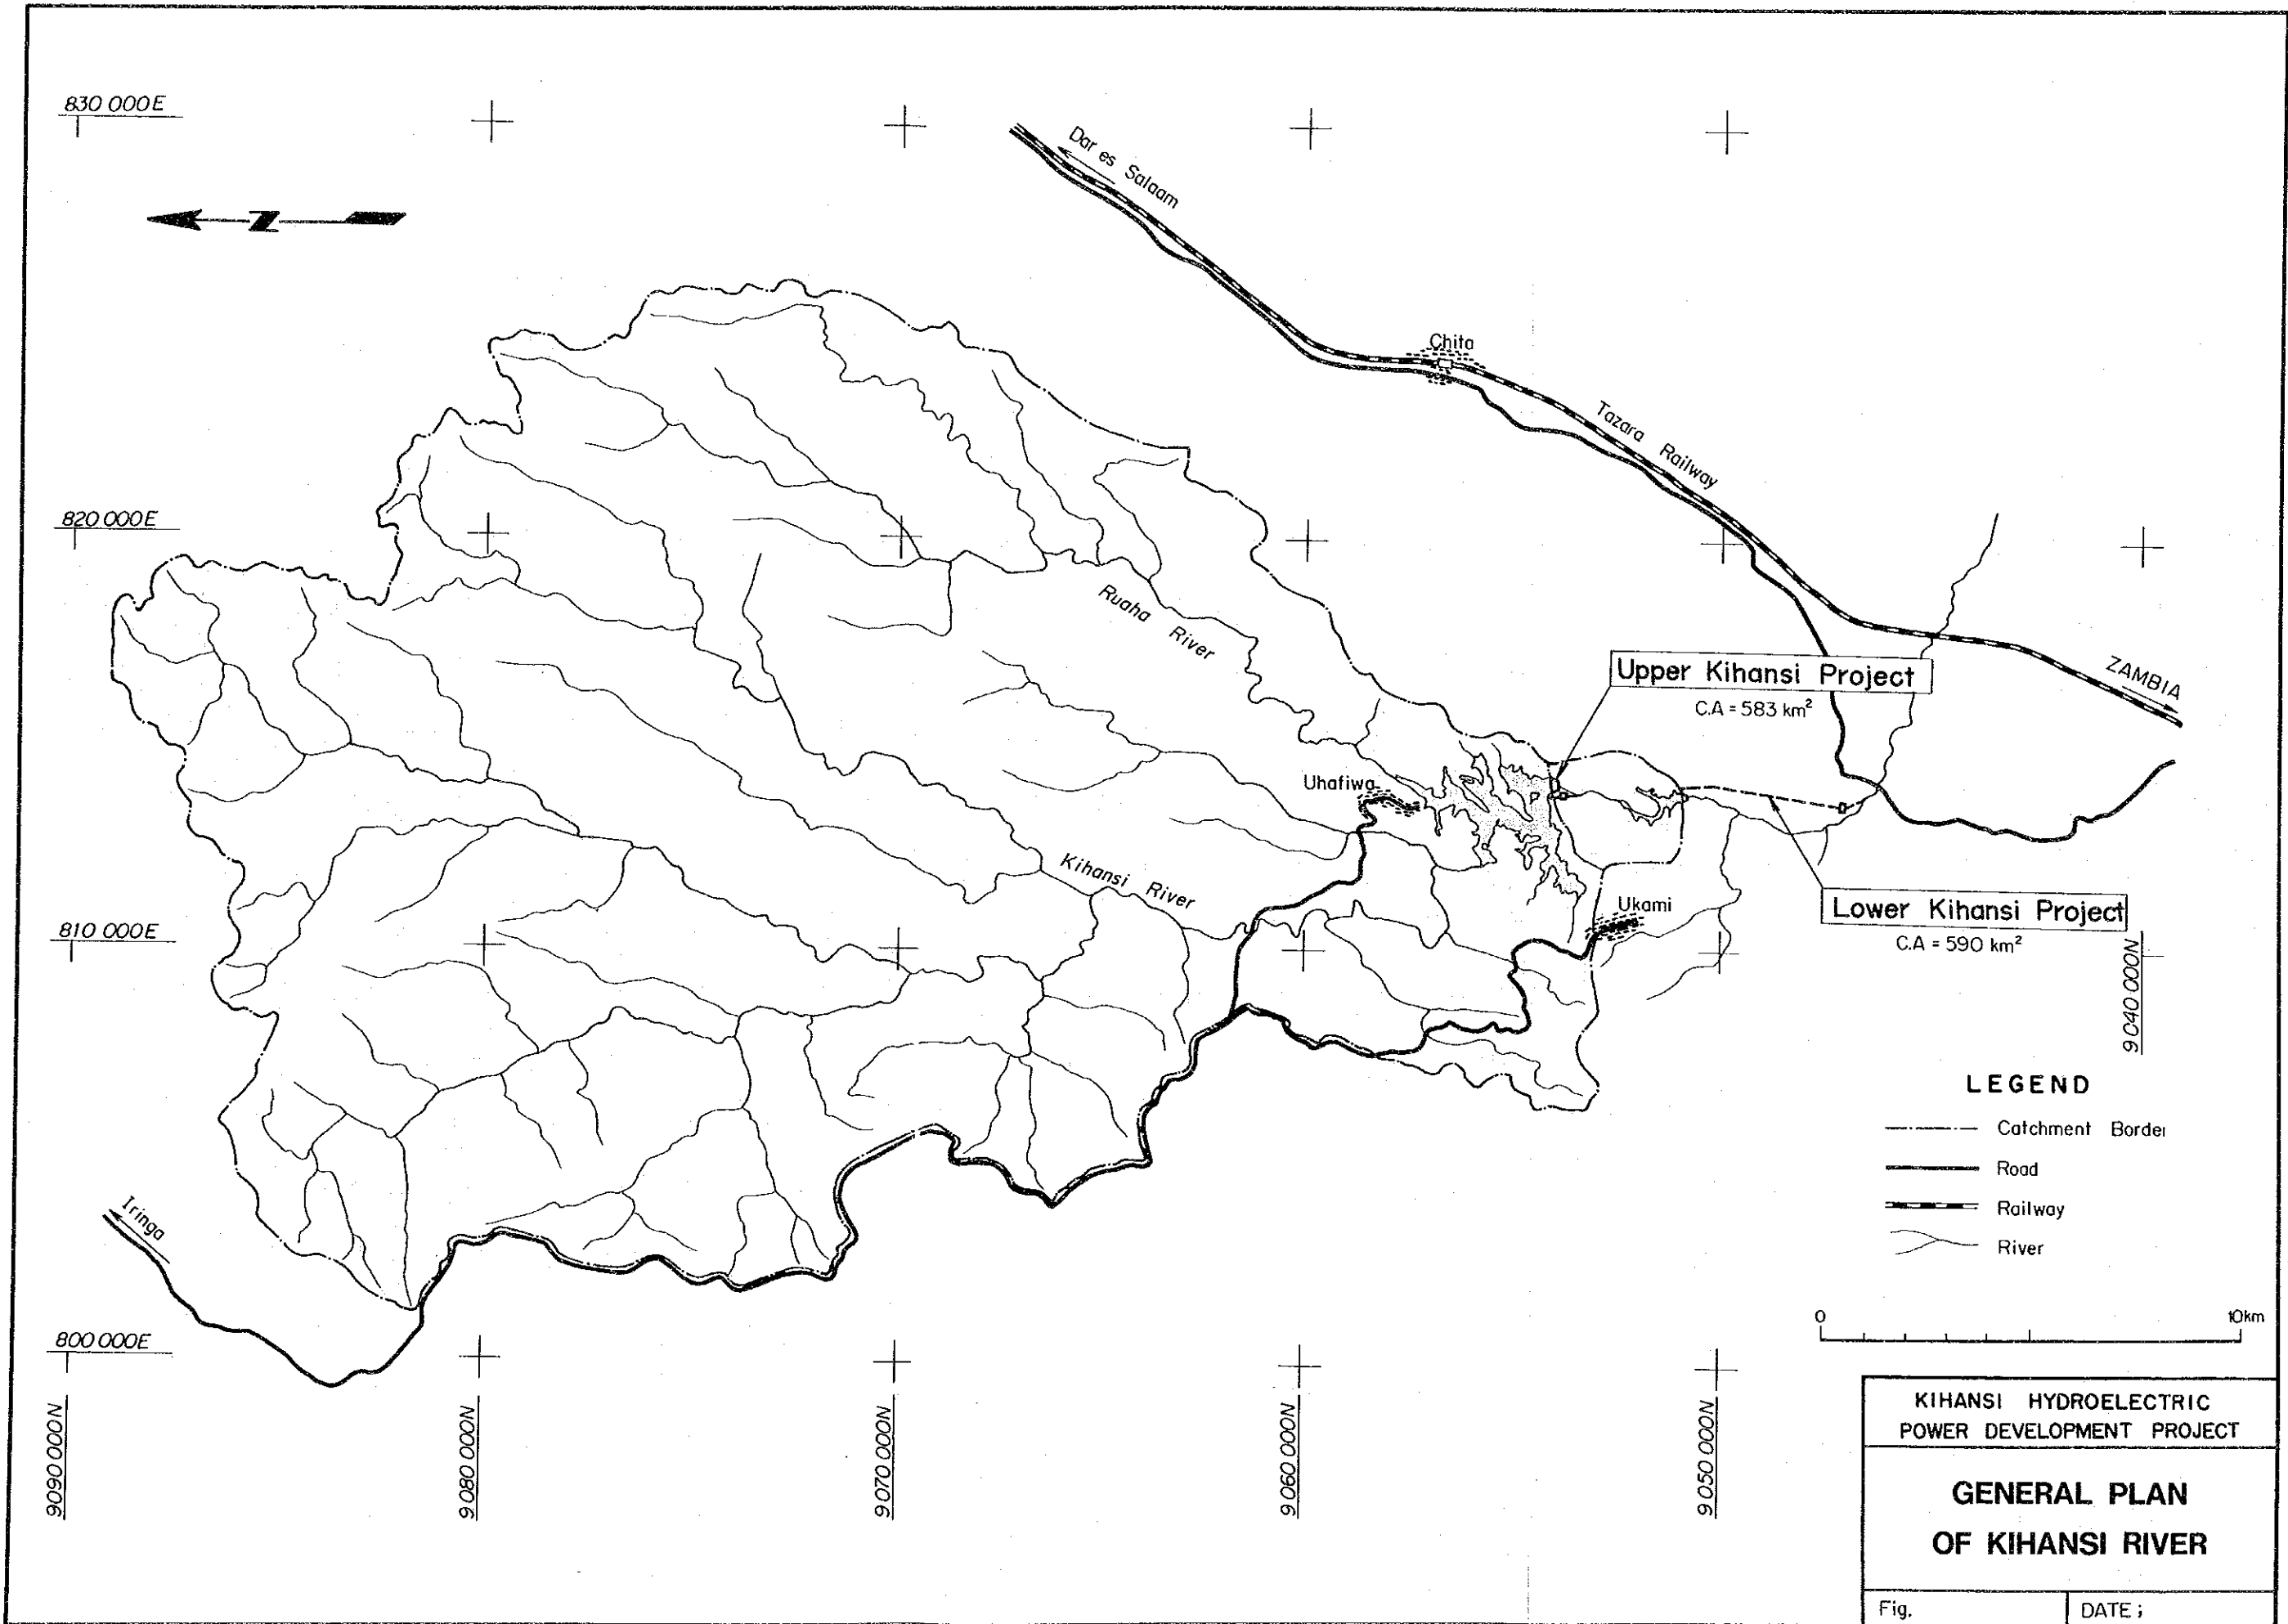 830 000E
Dar es Salaam
N
Chita
Tazara Railway
820 000E
Ruaha River
Upper Kihansi Project
C.A = 583 km²
ZAMBIA
Uhafiwa
Kihansi River
Ukami
Lower Kihansi Project
C.A = 590 km²
810 000E
9 040 000N
LEGEND
Catchment Border
Road
Railway
River
Iringa
0 10km
800 000E
9 090 000N
9 080 000N
9 070 000N
9 060 000N
9 050 000N
KIHANSI HYDROELECTRIC
POWER DEVELOPMENT PROJECT
GENERAL PLAN
OF KIHANSI RIVER
Fig. DATE ;